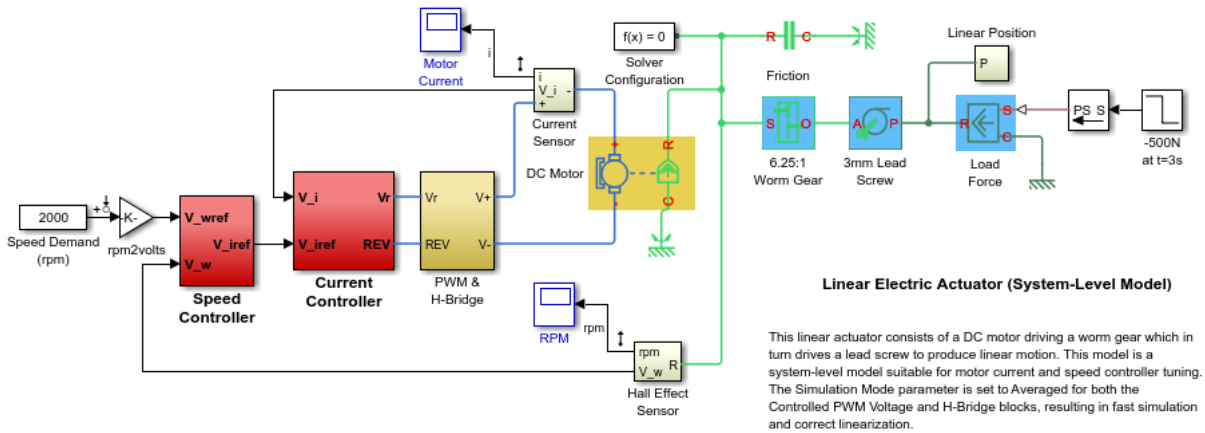 Motor
Current
i
i
V_i
-
+
Current
Sensor
f(x) = 0
Solver
Configuration
R
C
Friction
Linear Position
P
S
O
6.25:1
Worm Gear
A
P
3mm Lead
Screw
R
S
C
Load
Force
PS S
-500N
at t=3s
DC Motor
+
-
R
C
2000
Speed Demand
(rpm)
-K-
rpm2volts
V_wref
V_iref
V_w
Speed
Controller
V_i
Vr
V_iref
REV
Current
Controller
Vr
V+
REV
V-
PWM &
H-Bridge
RPM
rpm
rpm
V_w
R
Hall Effect
Sensor
Linear Electric Actuator (System-Level Model)
This linear actuator consists of a DC motor driving a worm gear which in
turn drives a lead screw to produce linear motion. This model is a
system-level model suitable for motor current and speed controller tuning.
The Simulation Mode parameter is set to Averaged for both the
Controlled PWM Voltage and H-Bridge blocks, resulting in fast simulation
and correct linearization.